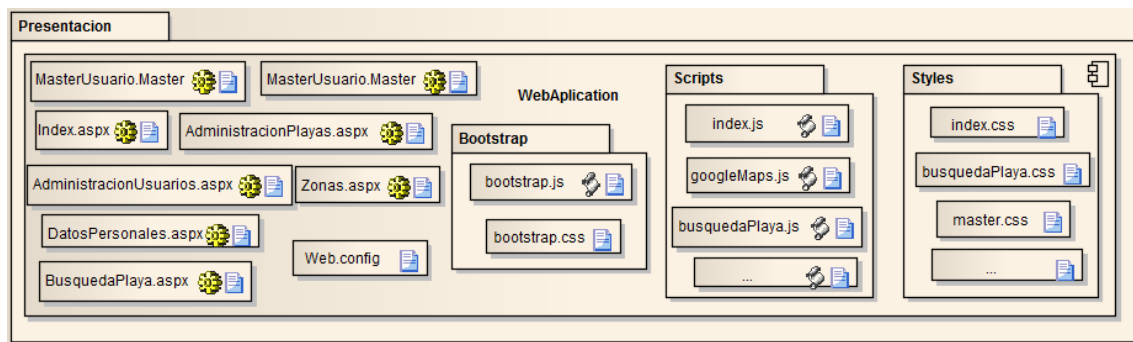 Presentacion
MasterUsuario.Master
MasterUsuario.Master
WebAplication
Index.aspx
AdministracionPlayas.aspx
AdministracionUsuarios.aspx
Zonas.aspx
DatosPersonales.aspx
Web.config
BusquedaPlaya.aspx
Bootstrap
bootstrap.js
bootstrap.css
Scripts
index.js
googleMaps.js
busquedaPlaya.js
...
Styles
index.css
busquedaPlaya.css
master.css
...